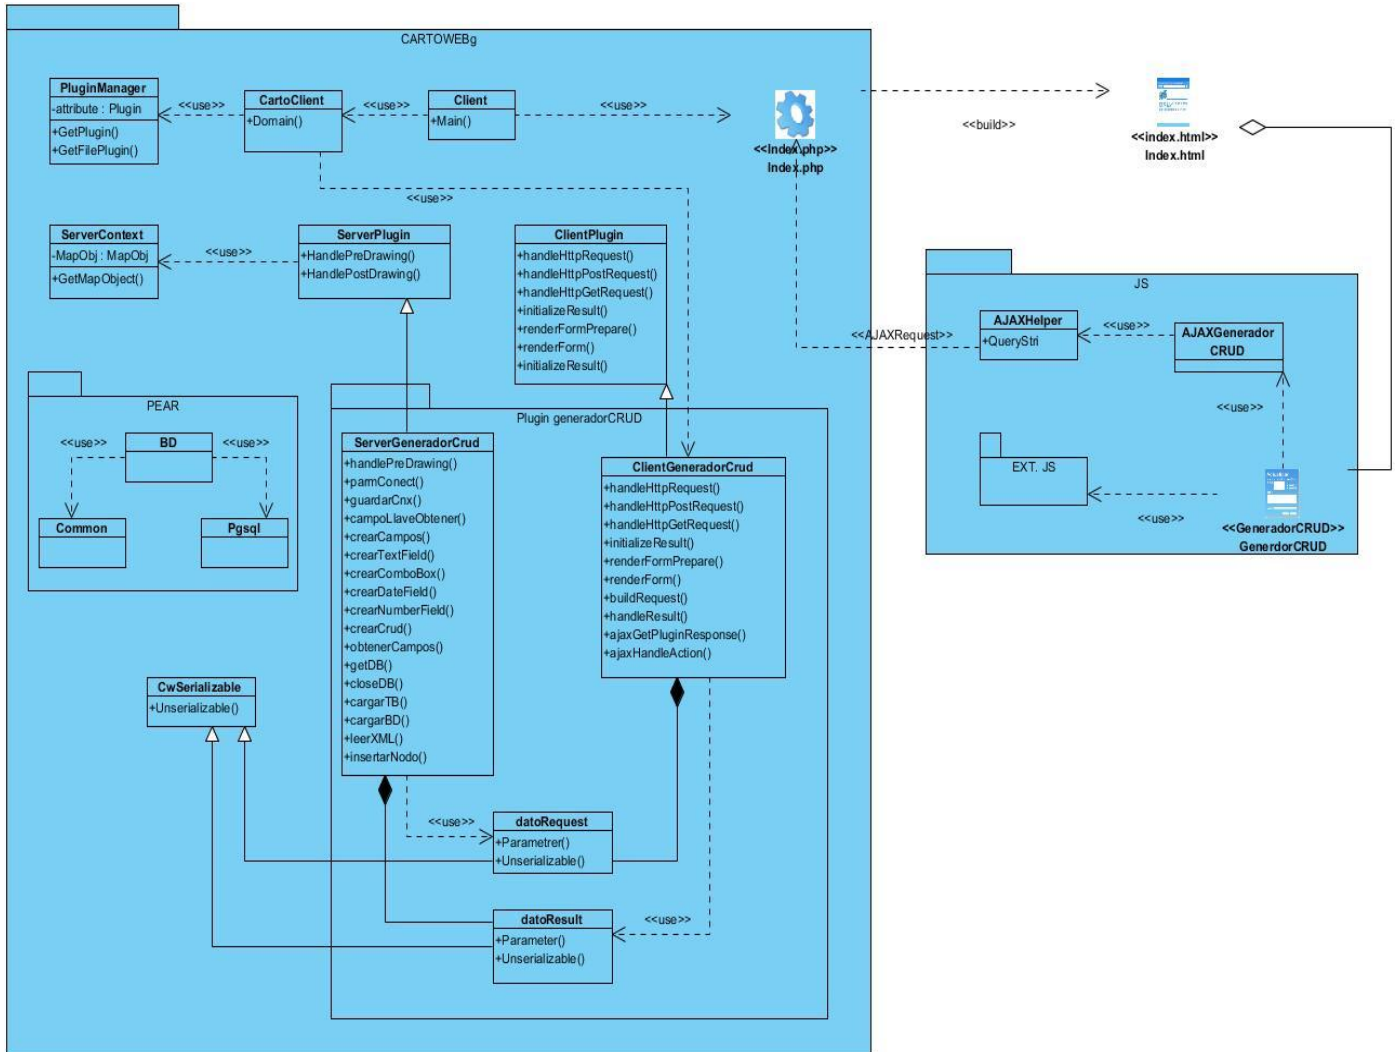 CARTOWEBg
PluginManager
-attribute : Plugin
+GetPlugin()
+GetFilePlugin()
<<use>>
CartoClient
+Domain()
<<use>>
Client
+Main()
<<use>>
<<Index.php>>
Index.php
<<build>>
<<index.html>>
Index.html
<<use>>
ServerContext
-MapObj : MapObj
+GetMapObject()
<<use>>
ServerPlugin
+HandlePreDrawing()
+HandlePostDrawing()
ClientPlugin
+handleHttpRequest()
+handleHttpPostRequest()
+handleHttpGetRequest()
+initializeResult()
+renderFormPrepare()
+renderForm()
+initializeResult()
<<AJAXRequest>>
JS
AJAXHelper
+QueryStri
<<use>>
AJAXGenerador
CRUD
<<use>>
EXT. JS
<<use>>
<<GeneradorCRUD>>
GenerdorCRUD
PEAR
<<use>>
BD
<<use>>
Common
Pgsql
Plugin generadorCRUD
ServerGeneradorCrud
+handlePreDrawing()
+parmConect()
+guardarCnx()
+campoLlaveObtener()
+crearCampos()
+crearTextField()
+crearComboBox()
+crearDateField()
+crearNumberField()
+crearCrud()
+obtenerCampos()
+getDB()
+closeDB()
+cargarTB()
+cargarBD()
+leerXML()
+insertarNodo()
ClientGeneradorCrud
+handleHttpRequest()
+handleHttpPostRequest()
+handleHttpGetRequest()
+initializeResult()
+renderFormPrepare()
+renderForm()
+buildRequest()
+handleResult()
+ajaxGetPluginResponse()
+ajaxHandleAction()
CwSerializable
+Unserializable()
<<use>>
datoRequest
+Parametrer()
+Unserializable()
datoResult
+Parameter()
+Unserializable()
<<use>>